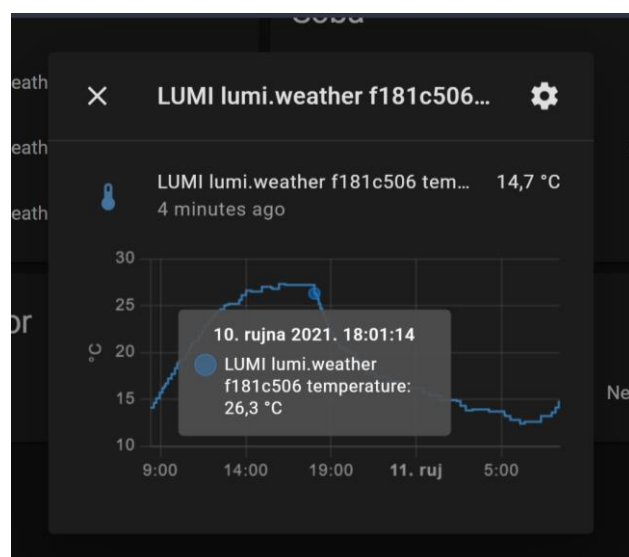 eath
LUMI lumi.weather f181c506...
eath
LUMI lumi.weather f181c506 tem... 14,7 °C
eath
4 minutes ago
30
25
or
°C
20
15
10
10. rujna 2021. 18:01:14
LUMI lumi.weather
f181c506 temperature:
26,3 °C
Ne
9:00 14:00 19:00 11. ruj 5:00